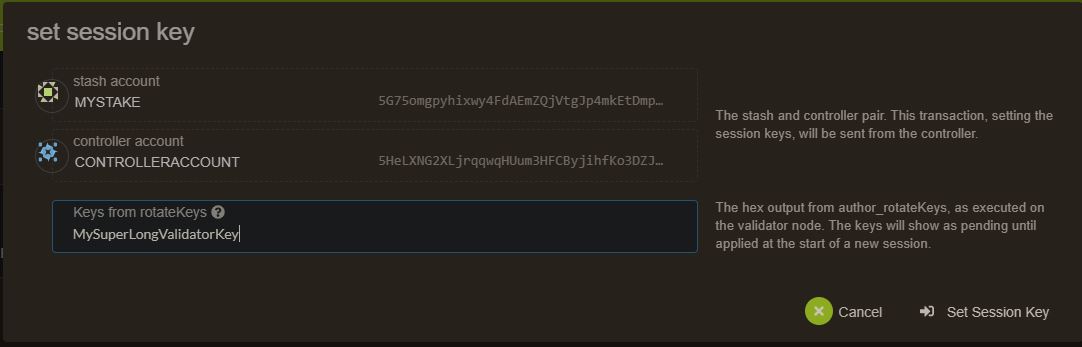 set session key
stash account
MYSTAKE 5G75omgpyhixwy4FdAEmZQjVtgJp4mkEtDmp…
controller account
CONTROLLERACCOUNT 5HeLXNG2XLjrqqwqHUum3HFCByjihfKo3DZJ…
The stash and controller pair. This transaction, setting the
session keys, will be sent from the controller.
Keys from rotateKeys
MySuperLongValidatorKey
The hex output from author_rotateKeys, as executed on
the validator node. The keys will show as pending until
applied at the start of a new session.
Cancel
Set Session Key